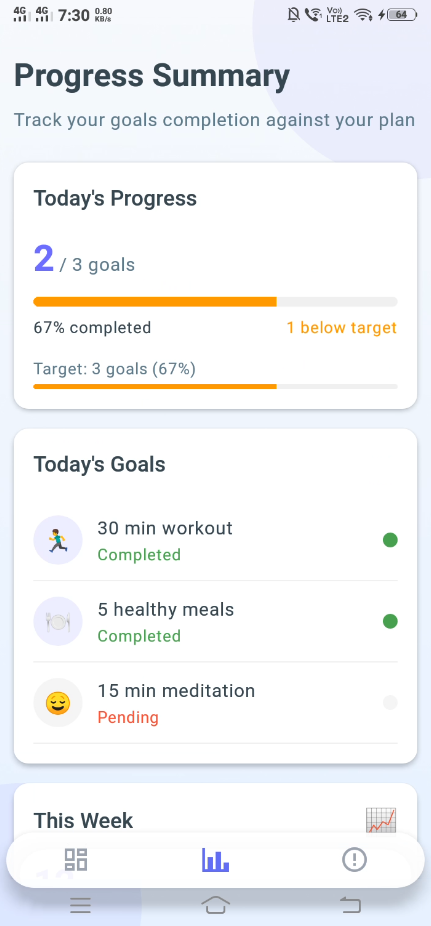 4G 4G 7:30 0.80 KB/s Vo)) LTE2 64
Progress Summary
Track your goals completion against your plan
Today's Progress
2 / 3 goals
67% completed 1 below target
Target: 3 goals (67%)
Today's Goals
30 min workout
Completed
5 healthy meals
Completed
15 min meditation
Pending
This Week